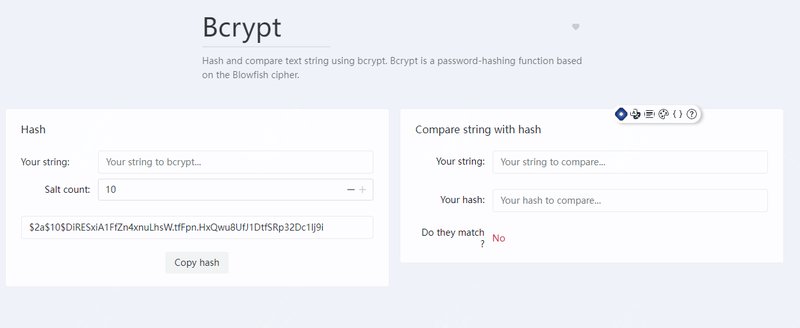 Bcrypt
Hash and compare text string using bcrypt. Bcrypt is a password-hashing function based
on the Blowfish cipher.
Hash
Your string: Your string to bcrypt...
Salt count: 10
$2a$10$DiRESxiA1FfZn4xnuLhsW.tfFpn.HxQwu8UfJ1DtfSRp32Dc1Ij9i
Copy hash
Compare string with hash
Your string: Your string to compare...
Your hash: Your hash to compare...
Do they match
?
No